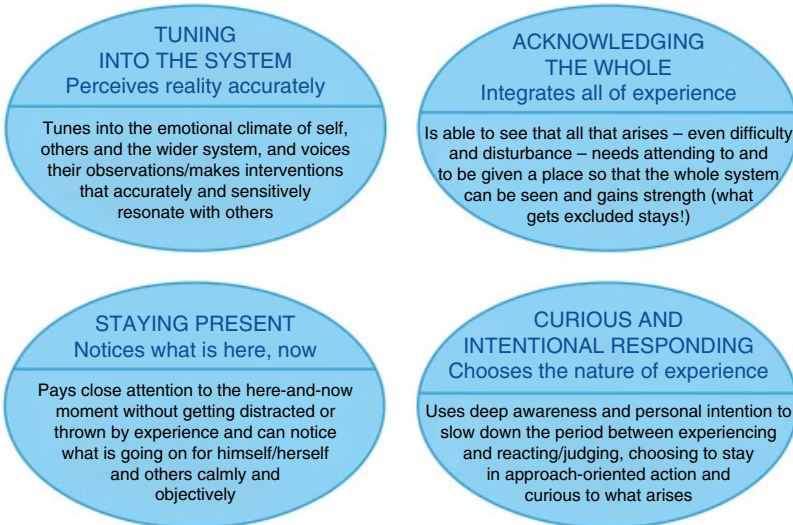 TUNING
INTO THE SYSTEM
Perceives reality accurately
Tunes into the emotional climate of self,
others and the wider system, and voices
their observations/makes interventions
that accurately and sensitively
resonate with others
ACKNOWLEDGING
THE WHOLE
Integrates all of experience
Is able to see that all that arises – even difficulty
and disturbance – needs attending to and
to be given a place so that the whole system
can be seen and gains strength (what
gets excluded stays!)
STAYING PRESENT
Notices what is here, now
Pays close attention to the here-and-now
moment without getting distracted or
thrown by experience and can notice
what is going on for himself/herself
and others calmly and
objectively
CURIOUS AND
INTENTIONAL RESPONDING
Chooses the nature of experience
Uses deep awareness and personal intention to
slow down the period between experiencing
and reacting/judging, choosing to stay
in approach-oriented action and
curious to what arises